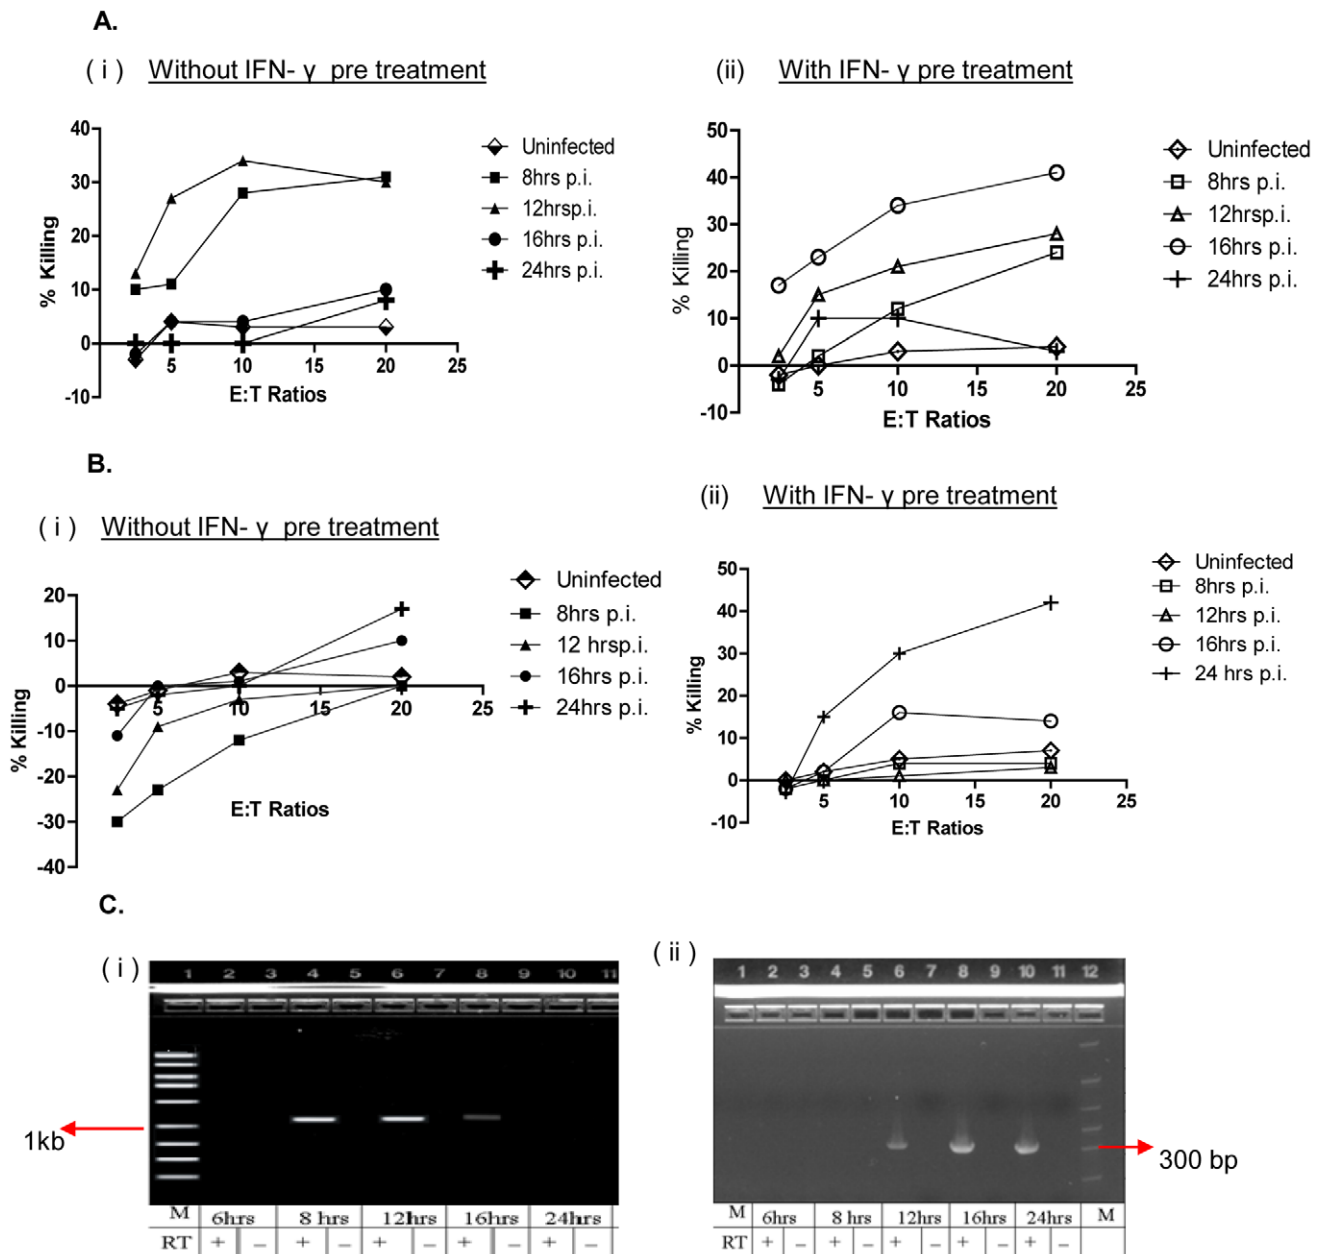 A.
( i ) Without IFN- γ pre treatment
40
30
20
10
0
-10
% Killing
5 10 15 20 25
E:T Ratios
Uninfected
8hrs p.i.
12hrsp.i.
16hrs p.i.
24hrs p.i.
(ii) With IFN- γ pre treatment
50
40
30
20
10
0
-10
% Killing
5 10 15 20 25
E:T Ratios
Uninfected
8hrs p.i.
12hrsp.i.
16hrs p.i.
24hrs p.i.
B.
( i ) Without IFN- γ pre treatment
20
10
0
-10
-20
-30
-40
% Killing
5 10 15 20 25
E:T Ratios
Uninfected
8hrs p.i.
12 hrsp.i.
16hrs p.i.
24hrs p.i.
(ii) With IFN- γ pre treatment
50
40
30
20
10
0
-10
% Killing
5 10 15 20 25
E:T Ratios
Uninfected
8hrs p.i.
12hrs p.i.
16hrs p.i.
24 hrs p.i.
C.
( i )
1 2 3 4 5 6 7 8 9 10 11
1kb
M 6hrs 8 hrs 12hrs 16hrs 24hrs
RT + – + – + – + – + –
(ii )
1 2 3 4 5 6 7 8 9 10 11 12
300 bp
M 6hrs 8 hrs 12hrs 16hrs 24hrs M
RT + – + – + – + – + –